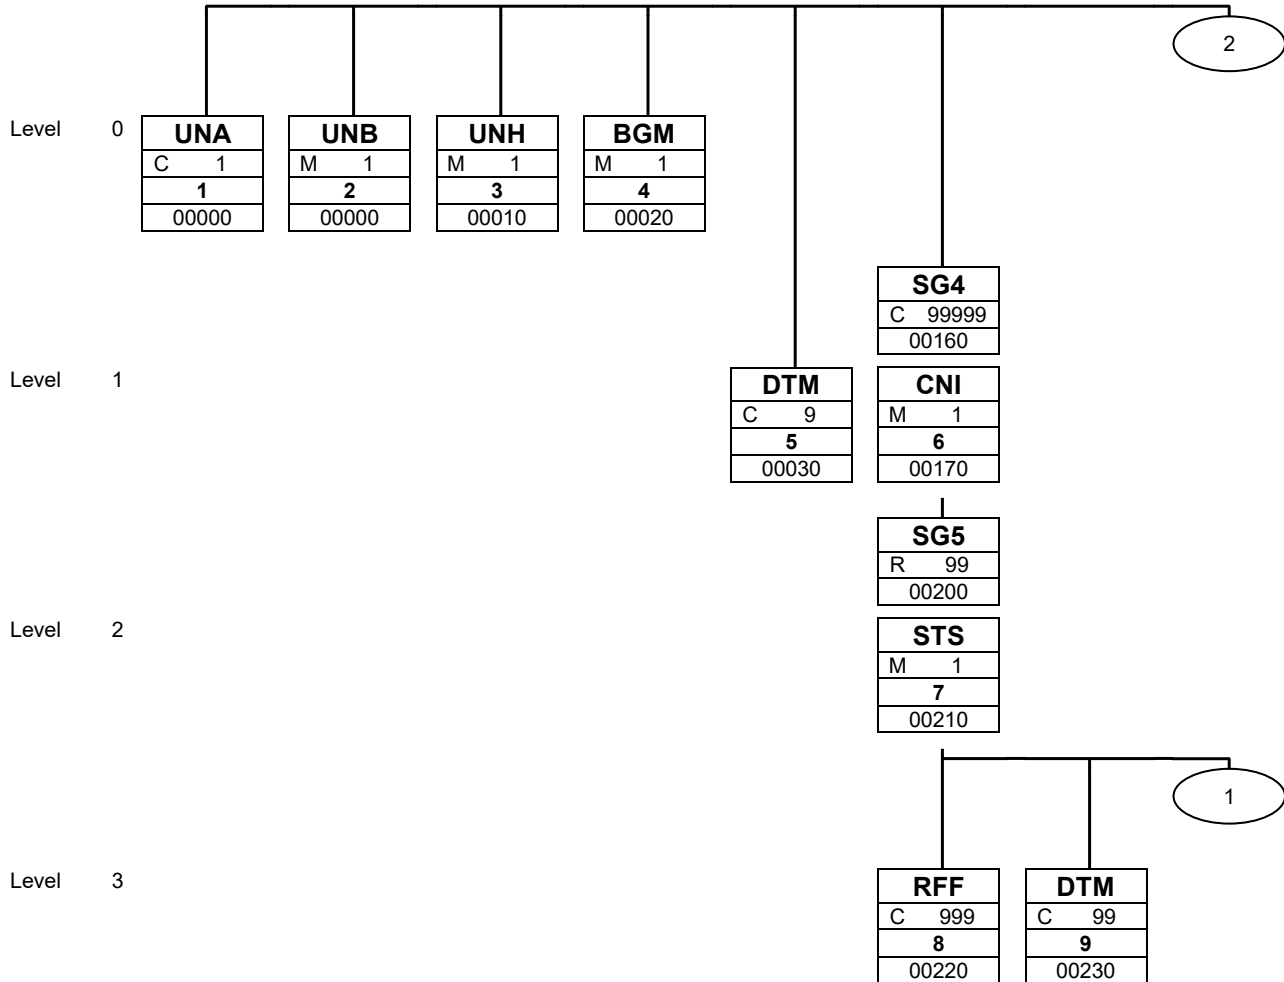 2
Level 0
UNA UNB UNH BGM
C 1 M 1 M 1 M 1
1 2 3 4
00000 00000 00010 00020
SG4
C 99999
00160
Level 1
DTM CNI
C 9 M 1
5 6
00030 00170
SG5
R 99
00200
Level 2
STS
M 1
7
00210
1
Level 3
RFF DTM
C 999 C 99
8 9
00220 00230